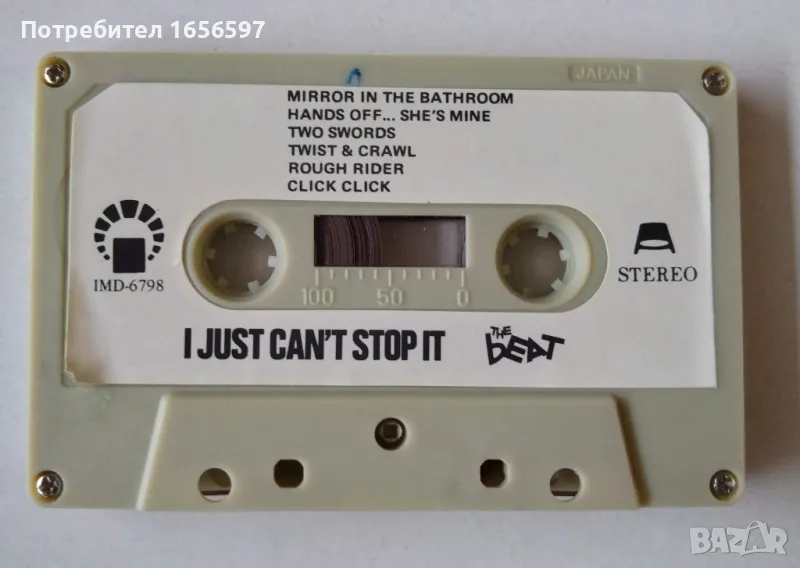 Потребител 1656597
JAPAN
MIRROR IN THE BATHROOM
HANDS OFF... SHE'S MINE
TWO SWORDS
TWIST & CRAWL
ROUGH RIDER
CLICK CLICK
IMD-6798
STEREO
100 50 0
I JUST CAN'T STOP IT THE BEAT
BAZAR